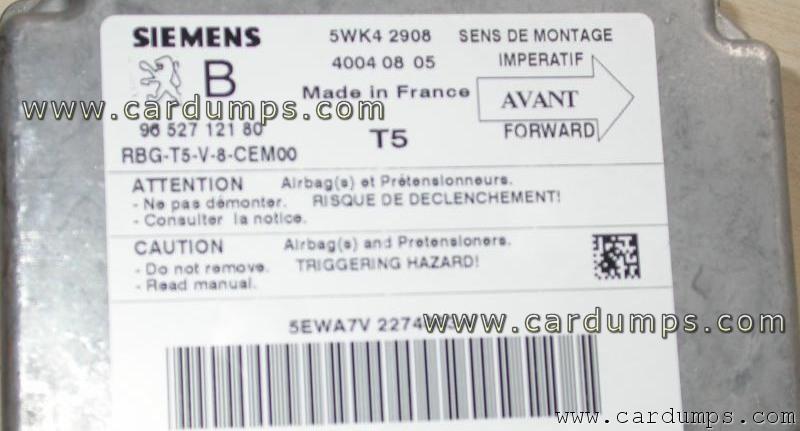 SIEMENS 5WK4 2908 SENS DE MONTAGE
B 4004 08 05 IMPERATIF
Made in France AVANT
www.cardumps.com
96 527 121 80 T5 FORWARD
RBG-T5-V-8-CEM00
ATTENTION Airbag(s) et Prétensionneurs.
- Ne pas démonter. RISQUE DE DECLENCHEMENT!
- Consulter la notice.
CAUTION Airbag(s) and Pretensioners.
- Do not remove. TRIGGERING HAZARD!
- Read manual.
5EWA7V www.cardumps.com
www.cardumps.com